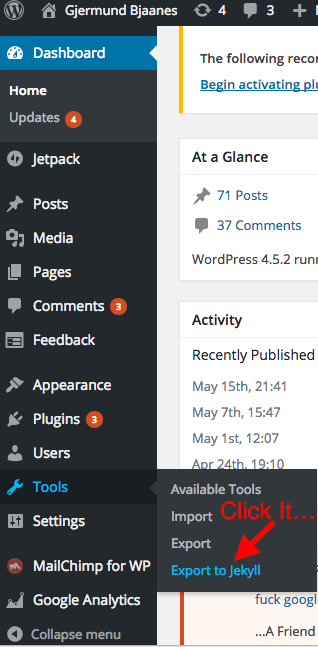 Gjermund Bjaanes 4 3
Dashboard
Home
Updates 4
Jetpack
Posts
Media
Pages
Comments 3
Feedback
Appearance
Plugins 3
Users
Tools
Settings
MailChimp for WP
Google Analytics
Collapse menu
The following reco
Begin activating plu
At a Glance
71 Posts
37 Comments
WordPress 4.5.2 runn
Activity
Recently Published
May 15th, 21:41
May 7th, 15:47
May 1st, 12:07
Apr 24th, 19:10
Available Tools
Import
Export
Export to Jekyll
Click It...
fuck google
...A Friend